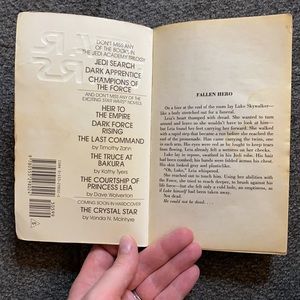 DON'T MISS ANY
OF THE BOOKS IN
THE JEDI ACADEMY TRILOGY
JEDI SEARCH
DARK APPRENTICE
CHAMPIONS OF
THE FORCE
AND DON'T MISS ANY OF THE
EXCITING STAR WARS NOVELS
HEIR TO
THE EMPIRE
DARK FORCE
RISING
THE LAST COMMAND
by Timothy Zahn
THE TRUCE AT
BAKURA
by Kathy Tyers
THE COURTSHIP OF
PRINCESS LEIA
by Dave Wolverton
COMING SOON IN HARDCOVER
THE CRYSTAL STAR
by Vonda N. McIntyre
FALLEN HERO
On a bier at the end of the room lay Luke Skywalker—
like a body stretched out for a funeral.
Leia's heart thumped with dread. She wanted to turn
around and leave so she wouldn't have to look at him—
but Leia found her feet carrying her forward. She walked
with a rapid step that became a run before she reached the
end of the promenade. Han came carrying the twins, one
in each arm. His eyes were red as he fought back tears. Leia
felt tears already flowing down her cheeks.
Luke lay in repose, swaddled in his Jedi robe. His hair had
been combed; his hands were folded across his chest, and his
skin looked gray and plastic.
"Oh, Luke," Leia whispered.
She reached out to touch him. Using her abilities with
the Force, she tried to reach deeper, to brush against his
life-force—but she felt only a cold hole, an emptiness, as
if Luke himself had been taken away.
Not dead.
He could not be dead. . . .